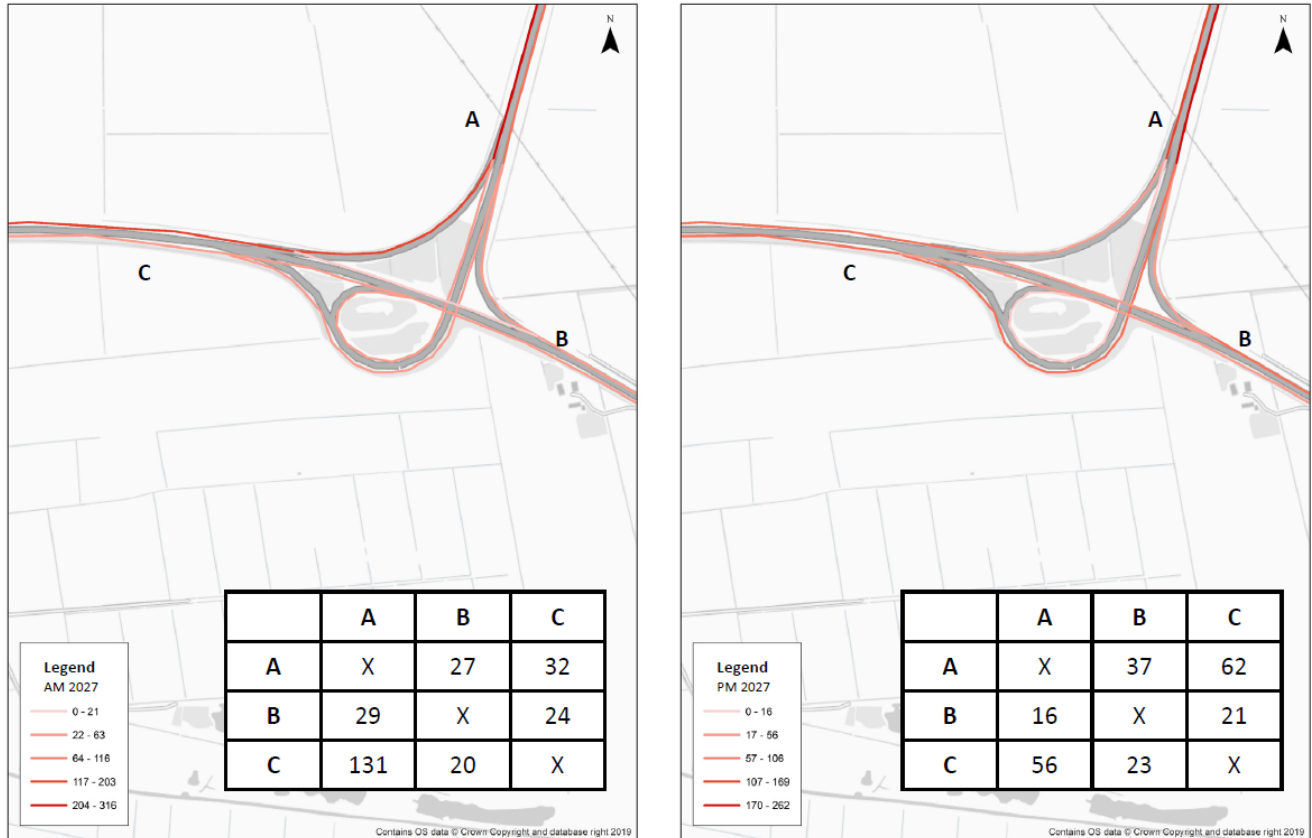 N
A
C
B
A B C
A X 27 32
B 29 X 24
C 131 20 X
Legend
AM 2027
0 - 21
22 - 63
64 - 116
117 - 203
204 - 316
Contains OS data © Crown Copyright and database right 2019
N
A
C
B
A B C
A X 37 62
B 16 X 21
C 56 23 X
Legend
PM 2027
0 - 16
17 - 56
57 - 106
107 - 169
170 - 262
Contains OS data © Crown Copyright and database right 2019